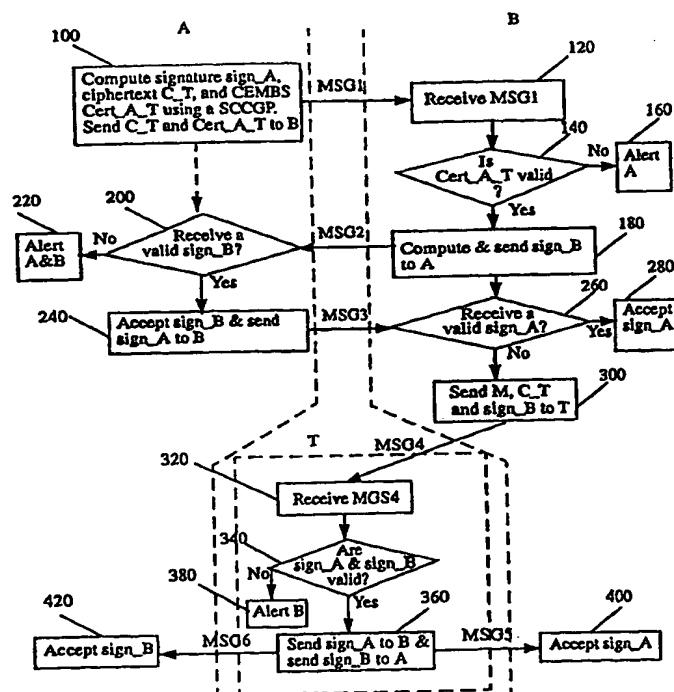 A
B
100
Compute signature sign_A,
ciphertext C_T, and CEMBS
Cert_A_T using a SCCGP.
Send C_T and Cert_A_T to B
MSG1
120
Receive MSG1
140
Is
Cert_A_T valid
?
No
160
Alert
A
Yes
220
Alert
A&B
No
200
Receive a
valid sign_B?
MSG2
Compute & send sign_B
to A
180
Yes
240
Accept sign_B & send
sign_A to B
MSG3
260
Receive a
valid sign_A?
Yes
280
Accept
sign_A
No
Send M, C_T
and sign_B to T
300
T
MSG4
320
Receive MGS4
340
Are
sign_A & sign_B
valid?
No
380
Alert B
Yes
360
420
Accept sign_B
MSG6
Send sign_A to B &
send sign_B to A
MSG5
400
Accept sign_A